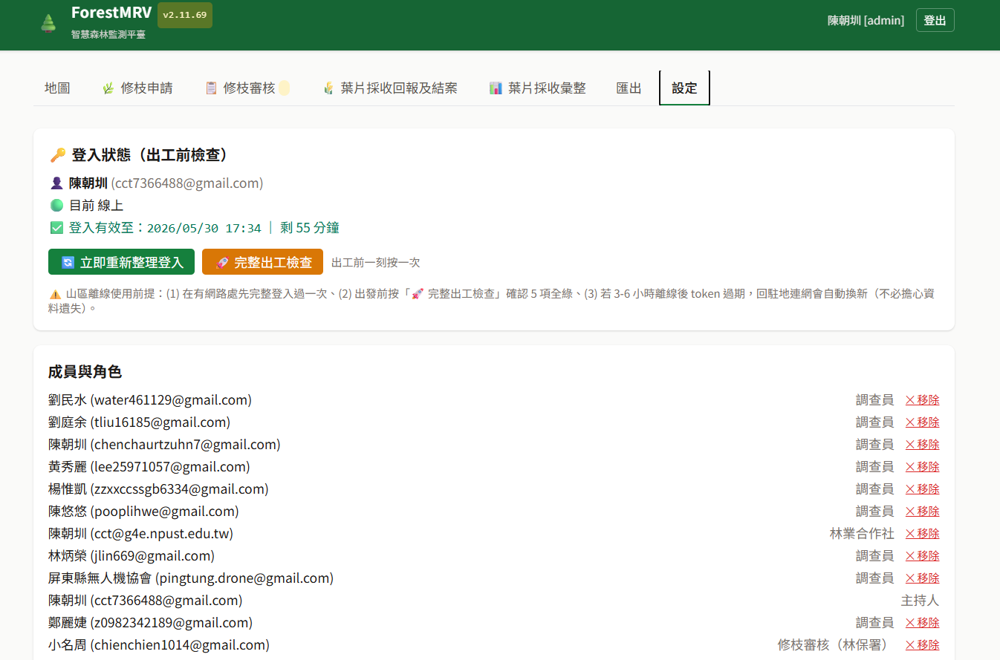 ForestMRV v2.11.69
智慧森林監測平臺
陳朝圳 [admin] 登出
地圖 修枝申請 修枝審核 葉片採收回報及結案 葉片採收彙整 匯出 設定
登入狀態（出工前檢查）
陳朝圳 (cct7366488@gmail.com)
目前 線上
登入有效至：2026/05/30 17:34 | 剩 55 分鐘
立即重新整理登入 完整出工檢查 出工前一刻按一次
山區離線使用前提：(1) 在有網路處先完整登入過一次、(2) 出發前按「🚀 完整出工檢查」確認 5 項全綠、(3) 若 3-6 小時離線後 token 過期，回駐地連網會自動換新（不必擔心資
料遺失）。
成員與角色
劉民水 (water461129@gmail.com) 調查員 ✕移除
劉庭余 (tliu16185@gmail.com) 調查員 ✕移除
陳朝圳 (chenchaurtzuhn7@gmail.com) 調查員 ✕移除
黄秀麗 (lee25971057@gmail.com) 調查員 ✕移除
楊惟凱 (zzxxccssgb6334@gmail.com) 調查員 ✕移除
陳悠悠 (pooplihwe@gmail.com) 調查員 ✕移除
陳朝圳 (cct@g4e.npust.edu.tw) 林業合作社 ✕移除
林炳榮 (jlin669@gmail.com) 調查員 ✕移除
屏東縣無人機協會 (pingtung.drone@gmail.com) 調查員 ✕移除
陳朝圳 (cct7366488@gmail.com) 主持人
鄭麗婕 (z0982342189@gmail.com) 調查員 ✕移除
小名周 (chienchien1014@gmail.com) 修枝審核（林保署） ✕移除